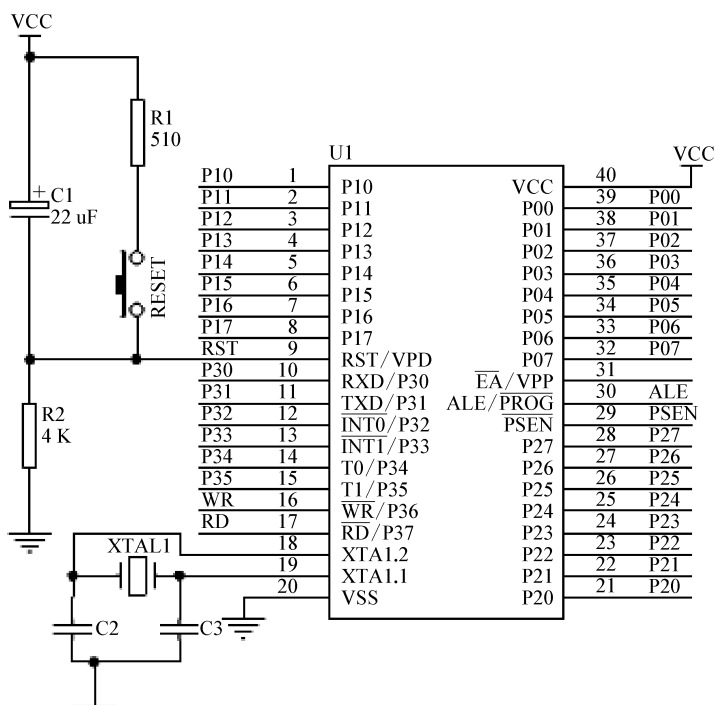 VCC
R1
510
C1
22 uF
RESET
R2
4 K
XTAL1
C2
C3
U1
VCC
P10 1 P10 VCC 40
P11 2 P11 P00 39 P00
P12 3 P12 P01 38 P01
P13 4 P13 P02 37 P02
P14 5 P14 P03 36 P03
P15 6 P15 P04 35 P04
P16 7 P16 P05 34 P05
P17 8 P17 P06 33 P06
RST 9 RST/VPD P07 32 P07
P30 10 RXD/P30 EA/VPP 31
P31 11 TXD/P31 ALE/PROG 30 ALE
P32 12 INT0/P32 PSEN 29 PSEN
P33 13 INT1/P33 P27 28 P27
P34 14 T0/P34 P26 27 P26
P35 15 T1/P35 P25 26 P25
WR 16 WR/P36 P24 25 P24
RD 17 RD/P37 P23 24 P23
18 XTA1.2 P22 23 P22
19 XTA1.1 P21 22 P21
20 VSS P20 21 P20